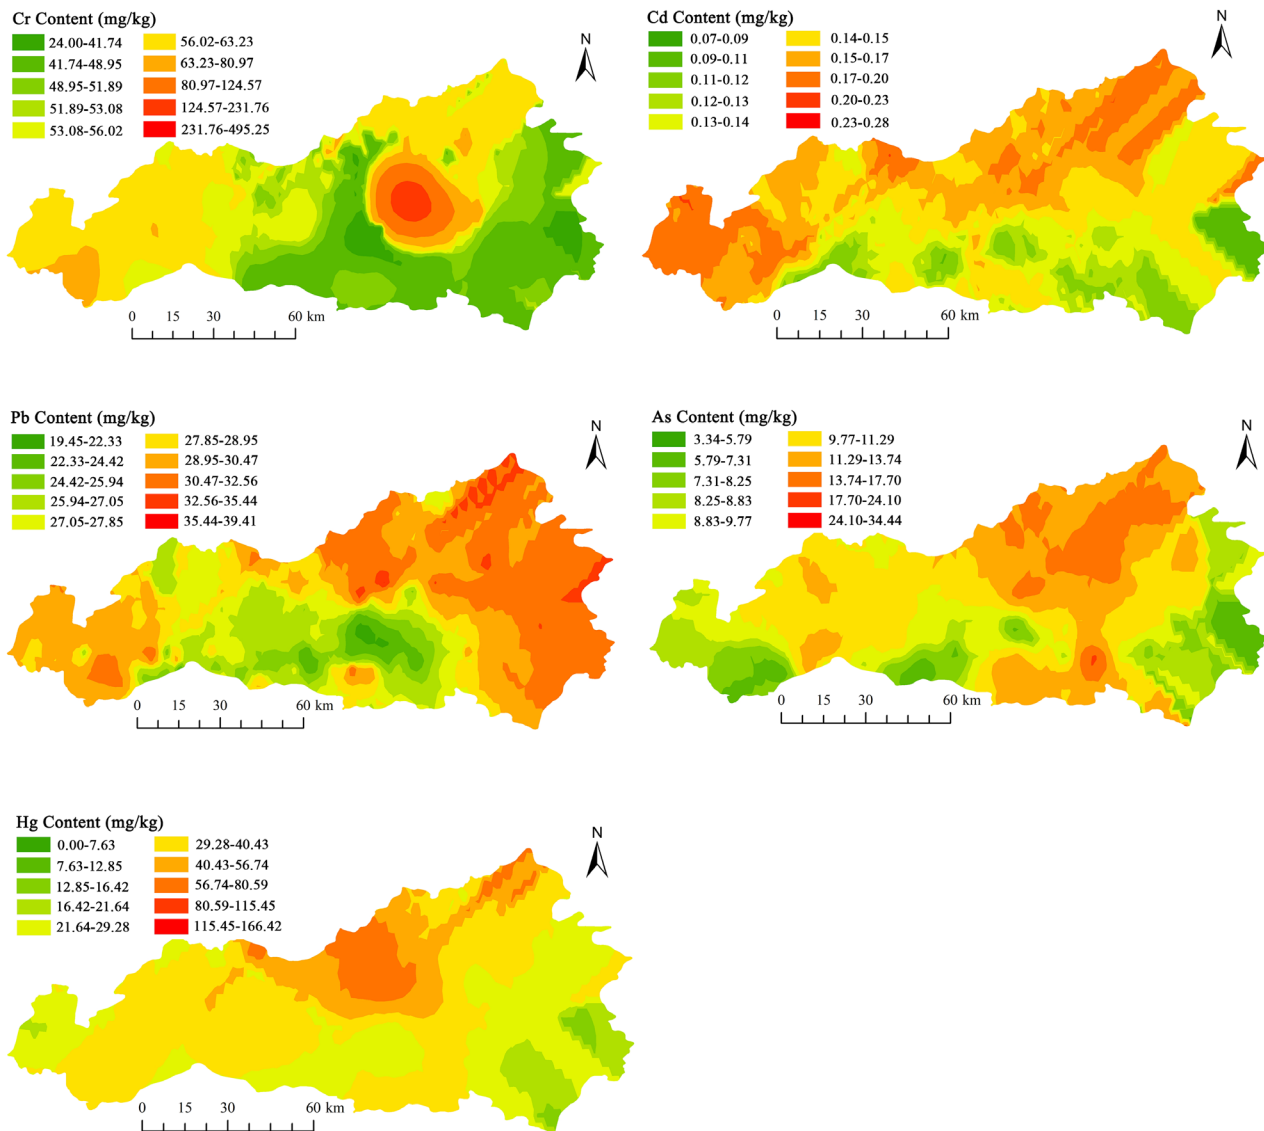 Cr Content (mg/kg)
24.00-41.74 56.02-63.23
41.74-48.95 63.23-80.97
48.95-51.89 80.97-124.57
51.89-53.08 124.57-231.76
53.08-56.02 231.76-495.25
N
0 15 30 60 km
Cd Content (mg/kg)
0.07-0.09 0.14-0.15
0.09-0.11 0.15-0.17
0.11-0.12 0.17-0.20
0.12-0.13 0.20-0.23
0.13-0.14 0.23-0.28
N
0 15 30 60 km
Pb Content (mg/kg)
19.45-22.33 27.85-28.95
22.33-24.42 28.95-30.47
24.42-25.94 30.47-32.56
25.94-27.05 32.56-35.44
27.05-27.85 35.44-39.41
N
0 15 30 60 km
As Content (mg/kg)
3.34-5.79 9.77-11.29
5.79-7.31 11.29-13.74
7.31-8.25 13.74-17.70
8.25-8.83 17.70-24.10
8.83-9.77 24.10-34.44
N
0 15 30 60 km
Hg Content (mg/kg)
0.00-7.63 29.28-40.43
7.63-12.85 40.43-56.74
12.85-16.42 56.74-80.59
16.42-21.64 80.59-115.45
21.64-29.28 115.45-166.42
N
0 15 30 60 km